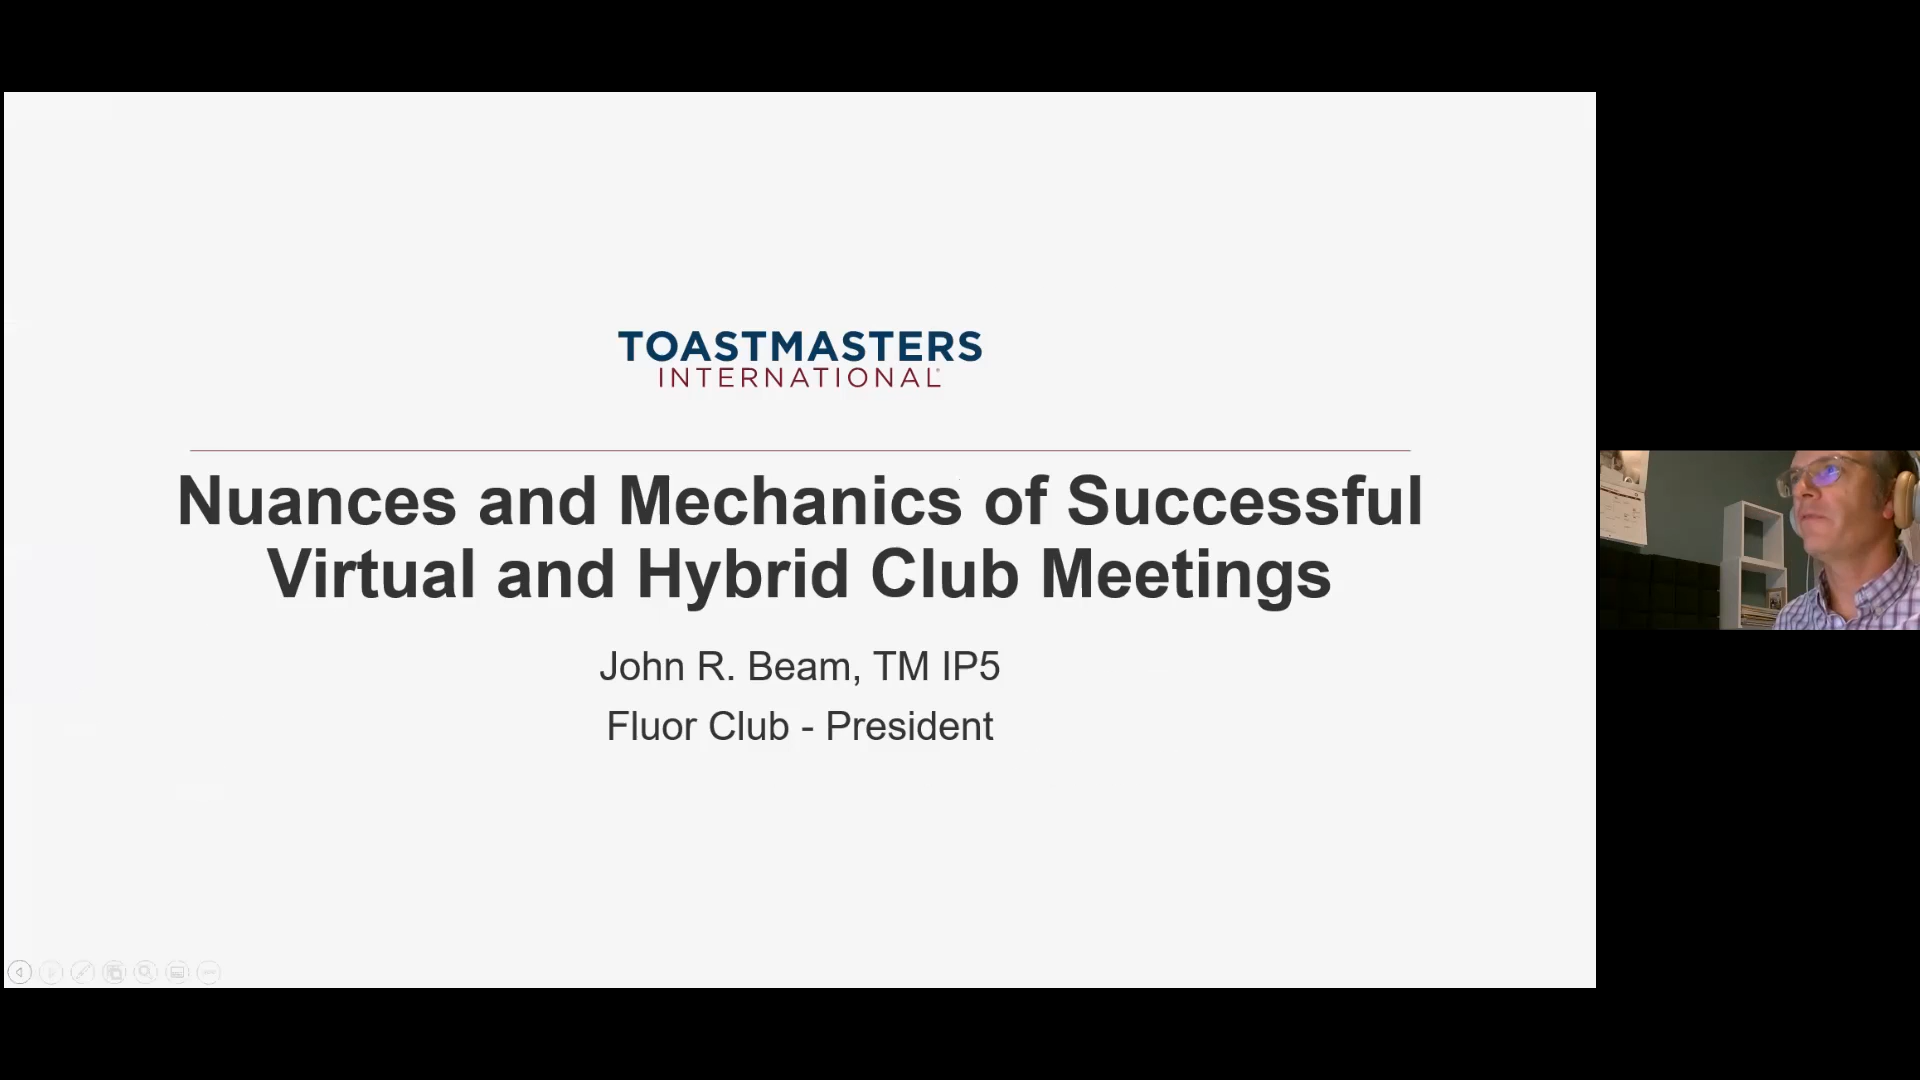 TOASTMASTERS
INTERNATIONAL
Nuances and Mechanics of Successful
Virtual and Hybrid Club Meetings
John R. Beam, TM IP5
Fluor Club - President